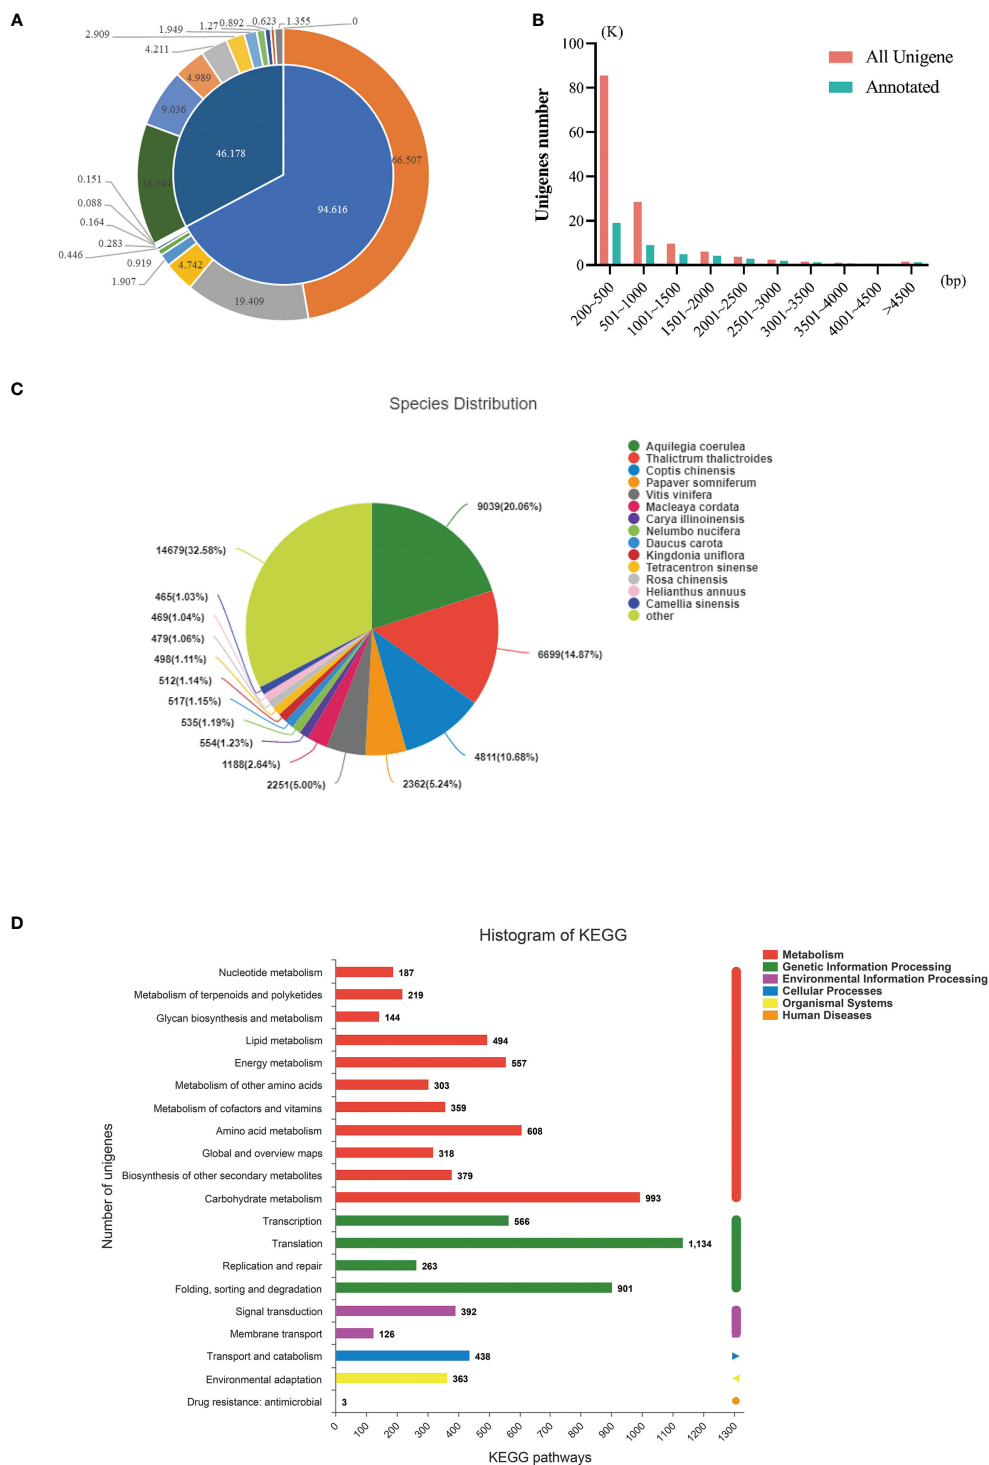 A
0.623
1.355
0
0.892
1.27
1.949
2.909
4.211
4.989
9.036
46.178
66.507
18.944
0.151
94.616
0.088
0.164
0.283
0.446
0.919
4.742
1.907
19.409
B
(K)
100
80
60
40
20
0
Unigenes number
All Unigene
Annotated
(bp)
200~500
501~1000
1001~1500
1501~2000
2001~2500
2501~3000
3001~3500
3501~4000
4001~4500
>4500
C
Species Distribution
Aquilegia coerulea
Thalictrum thalictroides
Coptis chinensis
Papaver somniferum
Vitis vinifera
Macleaya cordata
Carya illinoinensis
Nelumbo nucifera
Daucus carota
Kingdonia uniflora
Tetracentron sinense
Rosa chinensis
Helianthus annuus
Camellia sinensis
other
9039(20.06%)
6699(14.87%)
4811(10.68%)
2362(5.24%)
2251(5.00%)
1188(2.64%)
554(1.23%)
535(1.19%)
517(1.15%)
512(1.14%)
498(1.11%)
479(1.06%)
469(1.04%)
465(1.03%)
14679(32.58%)
D
Histogram of KEGG
Metabolism
Genetic Information Processing
Environmental Information Processing
Cellular Processes
Organismal Systems
Human Diseases
Number of unigenes
Nucleotide metabolism 187
Metabolism of terpenoids and polyketides 219
Glycan biosynthesis and metabolism 144
Lipid metabolism 494
Energy metabolism 557
Metabolism of other amino acids 303
Metabolism of cofactors and vitamins 359
Amino acid metabolism 608
Global and overview maps 318
Biosynthesis of other secondary metabolites 379
Carbohydrate metabolism 993
Transcription 566
Translation 1,134
Replication and repair 263
Folding, sorting and degradation 901
Signal transduction 392
Membrane transport 126
Transport and catabolism 438
Environmental adaptation 363
Drug resistance: antimicrobial 3
0 100 200 300 400 500 600 700 800 900 1000 1100 1200 1300
KEGG pathways